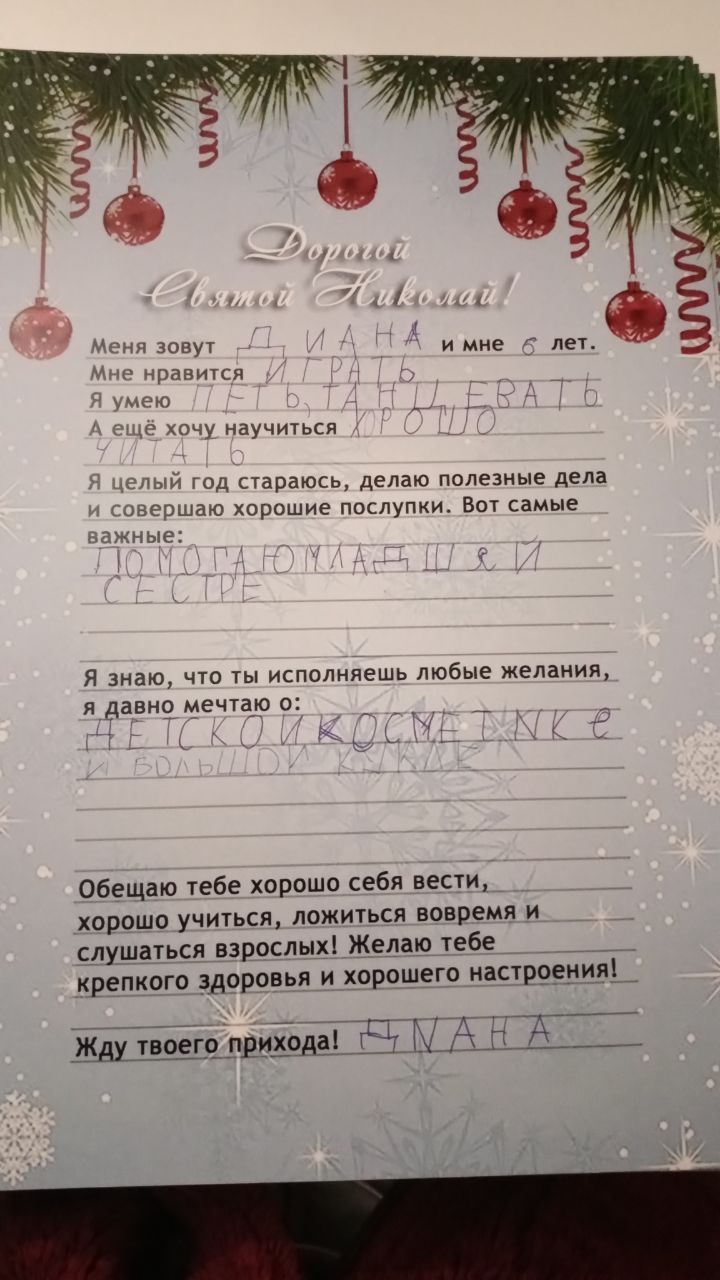 Дорогой
Святой Николай!
Меня зовут ДИАНА и мне 6 лет.
Мне нравится ИГРАТЬ
Я умею ПЕТЬ, ТАНЦЕВАТЬ
А ещё хочу научиться ХОРОШО
ЧИТАТЬ
Я целый год стараюсь, делаю полезные дела
и совершаю хорошие послупки. Вот самые
важные:
ПОМОГАЮ МЛАДШЯЙ
СЕСТРЕ
Я знаю, что ты исполняешь любые желания,
я давно мечтаю о:
ДЕТСКОЙ КОСМЕТИКЕ
И БОЛЬШОЙ КУКЛЕ
Обещаю тебе хорошо себя вести,
хорошо учиться, ложиться вовремя и
слушаться взрослых! Желаю тебе
крепкого здоровья и хорошего настроения!
Жду твоего прихода! ДИАНА